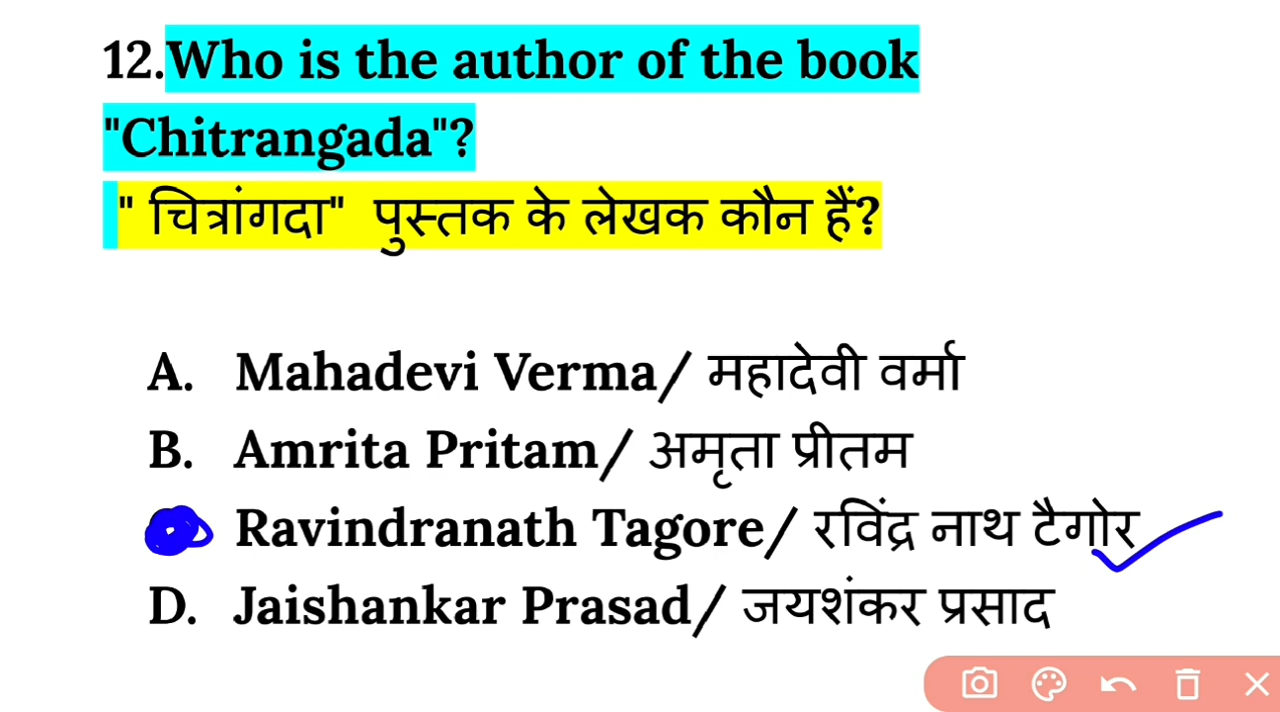 12.Who is the author of the book
"Chitrangada"?
" चित्रांगदा" पुस्तक के लेखक कौन हैं?
A. Mahadevi Verma/ महादेवी वर्मा
B. Amrita Pritam/ अमृता प्रीतम
Ravindranath Tagore/ रविंद्र नाथ टैगोर
D. Jaishankar Prasad/ जयशंकर प्रसाद